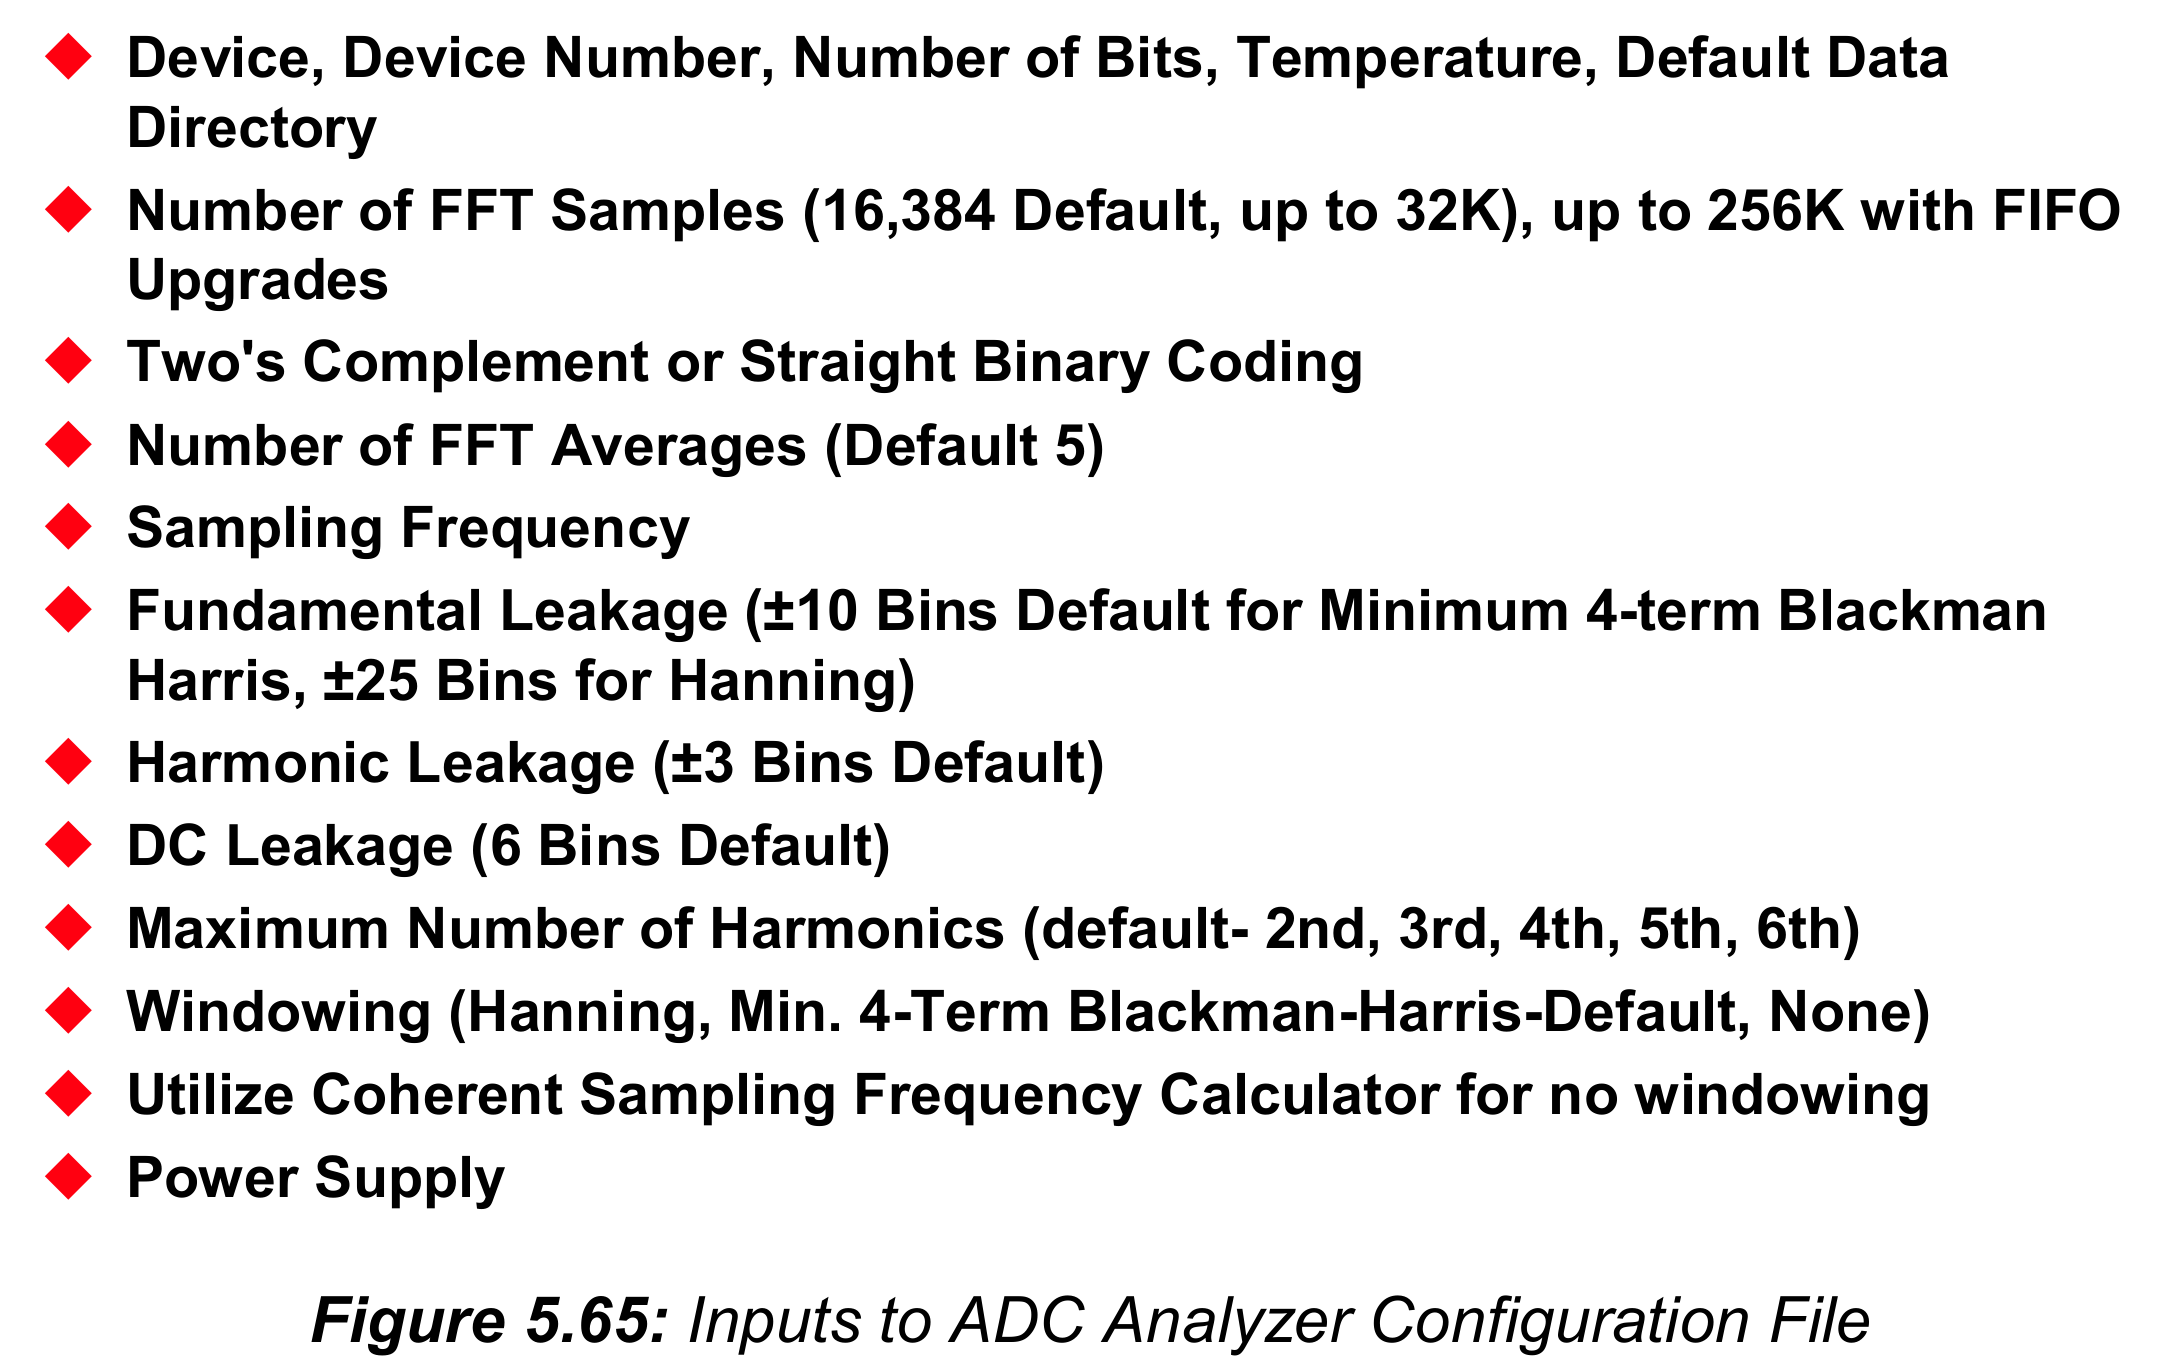 Device, Device Number, Number of Bits, Temperature, Default Data
Directory
Number of FFT Samples (16,384 Default, up to 32K), up to 256K with FIFO
Upgrades
Two's Complement or Straight Binary Coding
Number of FFT Averages (Default 5)
Sampling Frequency
Fundamental Leakage (±10 Bins Default for Minimum 4-term Blackman
Harris, ±25 Bins for Hanning)
Harmonic Leakage (±3 Bins Default)
DC Leakage (6 Bins Default)
Maximum Number of Harmonics (default- 2nd, 3rd, 4th, 5th, 6th)
Windowing (Hanning, Min. 4-Term Blackman-Harris-Default, None)
Utilize Coherent Sampling Frequency Calculator for no windowing
Power Supply
Figure 5.65: Inputs to ADC Analyzer Configuration File